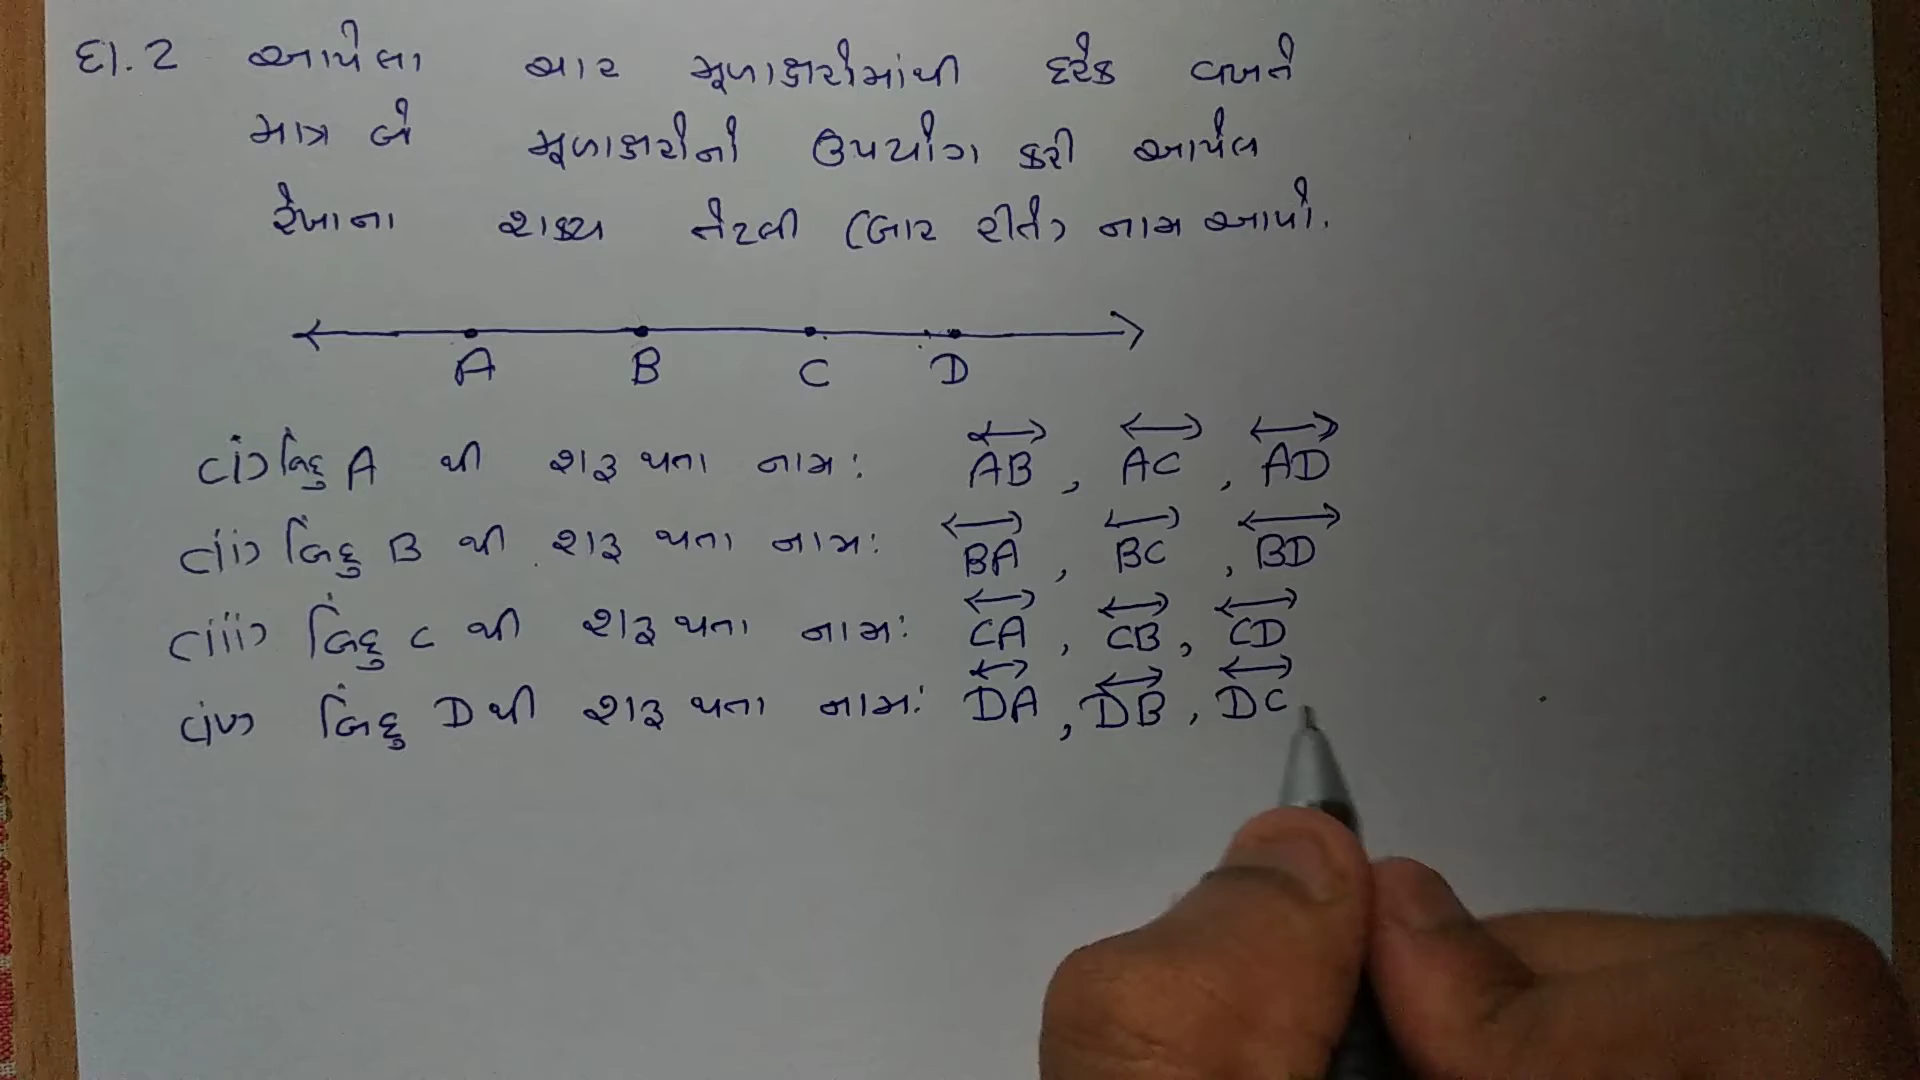 દા.2 આપેલા ચાર મૂળાક્ષરોમાંથી દરેક વખતે
માત્ર બે મૂળાક્ષરોનો ઉપયોગ કરી આપેલ
રેખાના શક્ય તેટલી (બાર રીતે) નામ આપો.
A B C D
(i) બિંદુ A થી શરૂ થતા નામ: AB, AC, AD
(ii) બિંદુ B થી શરૂ થતા નામ: BA, BC, BD
(iii) બિંદુ C થી શરૂ થતા નામ: CA, CB, CD
(iv) બિંદુ D થી શરૂ થતા નામ: DA, DB, DC